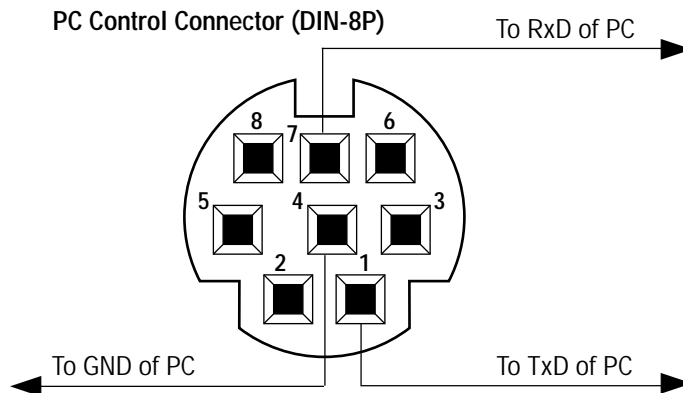 PC Control Connector (DIN-8P)
To RxD of PC
8 7 6
5 4 3
2 1
To GND of PC
To TxD of PC